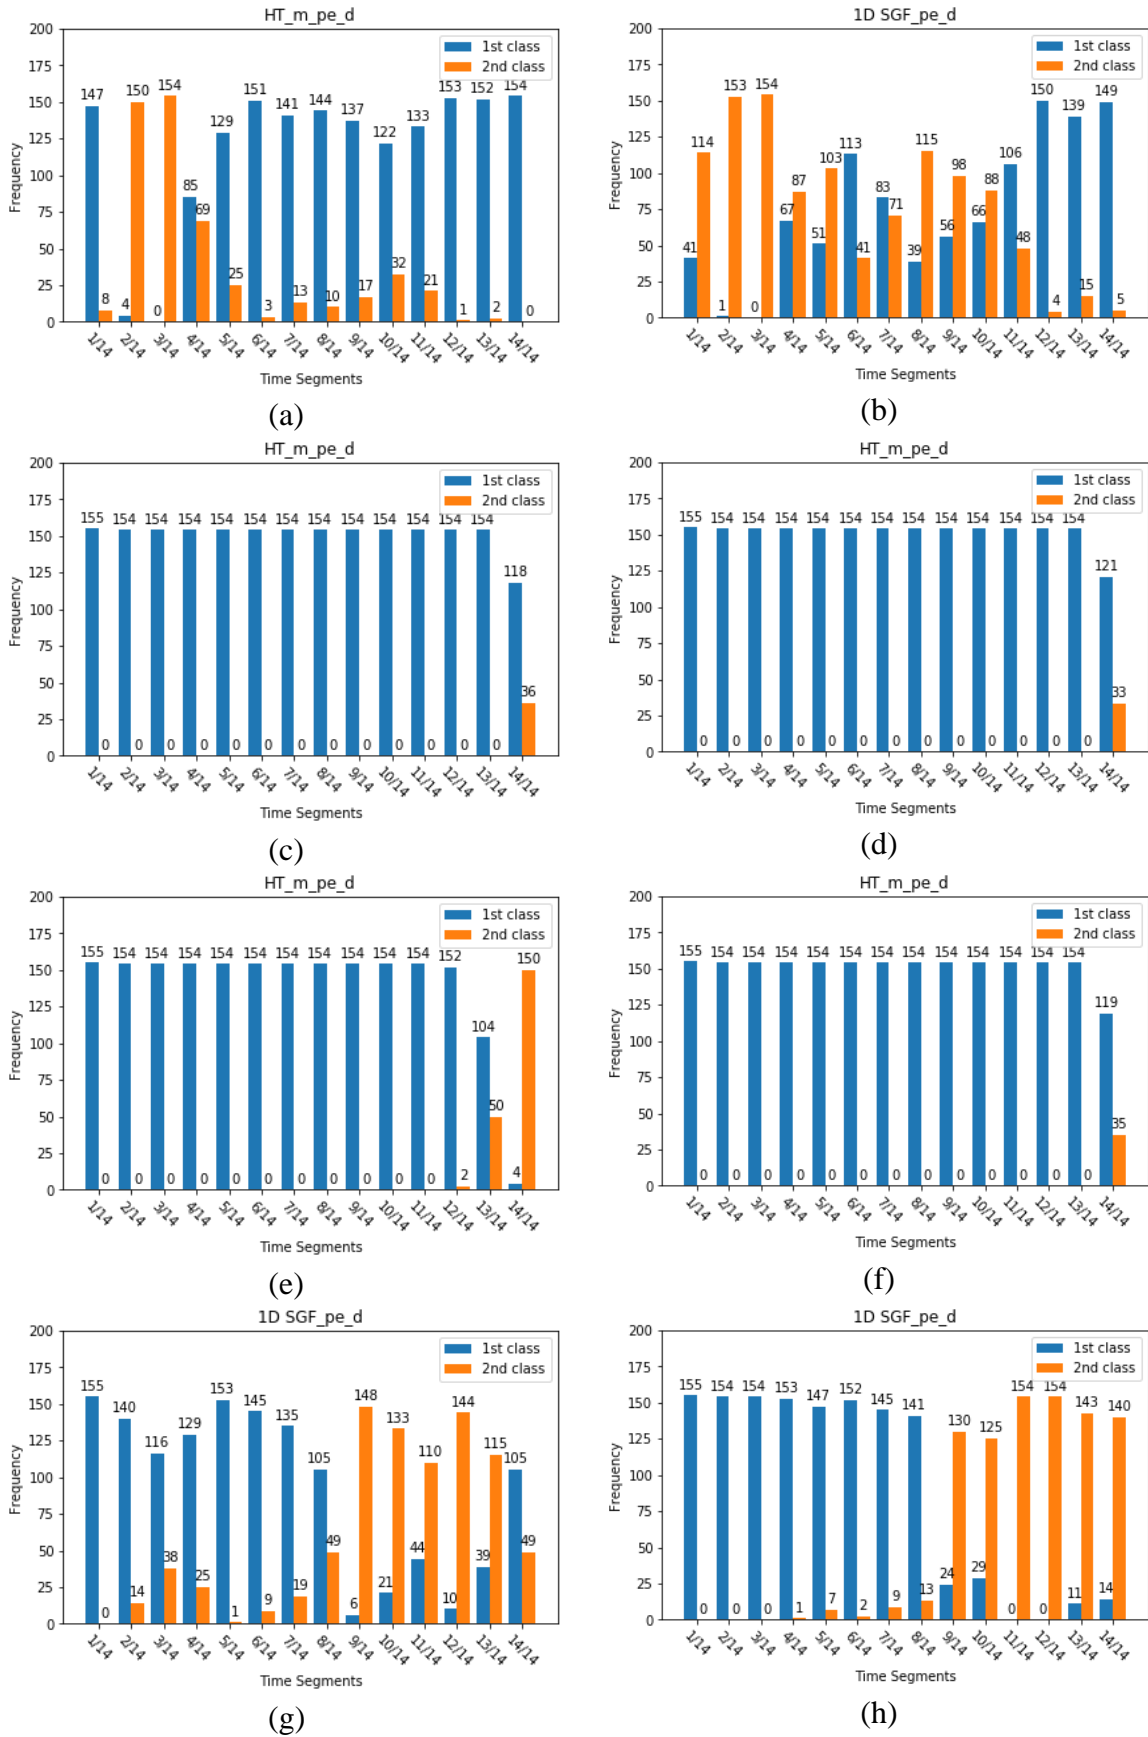 HT_m_pe_d
1st class
2nd class
Frequency
200
175
150
125
100
75
50
25
0
147 4 0 85 129 151 141 144 137 122 133 153 152 154
8 150 154 69 25 3 13 10 17 32 21 1 2 0
1/14 2/14 3/14 4/14 5/14 6/14 7/14 8/14 9/14 10/14 11/14 12/14 13/14 14/14
Time Segments
(a)
1D SGF_pe_d
1st class
2nd class
Frequency
200
175
150
125
100
75
50
25
0
41 1 0 67 51 113 83 39 56 66 106 150 139 149
114 153 154 87 103 41 71 115 98 88 48 4 15 5
1/14 2/14 3/14 4/14 5/14 6/14 7/14 8/14 9/14 10/14 11/14 12/14 13/14 14/14
Time Segments
(b)
HT_m_pe_d
1st class
2nd class
Frequency
200
175
150
125
100
75
50
25
0
155 154 154 154 154 154 154 154 154 154 154 154 154 118
0 0 0 0 0 0 0 0 0 0 0 0 0 36
1/14 2/14 3/14 4/14 5/14 6/14 7/14 8/14 9/14 10/14 11/14 12/14 13/14 14/14
Time Segments
(c)
HT_m_pe_d
1st class
2nd class
Frequency
200
175
150
125
100
75
50
25
0
155 154 154 154 154 154 154 154 154 154 154 154 154 121
0 0 0 0 0 0 0 0 0 0 0 0 0 33
1/14 2/14 3/14 4/14 5/14 6/14 7/14 8/14 9/14 10/14 11/14 12/14 13/14 14/14
Time Segments
(d)
HT_m_pe_d
1st class
2nd class
Frequency
200
175
150
125
100
75
50
25
0
155 154 154 154 154 154 154 154 154 154 154 152 104 4
0 0 0 0 0 0 0 0 0 0 0 2 50 150
1/14 2/14 3/14 4/14 5/14 6/14 7/14 8/14 9/14 10/14 11/14 12/14 13/14 14/14
Time Segments
(e)
HT_m_pe_d
1st class
2nd class
Frequency
200
175
150
125
100
75
50
25
0
155 154 154 154 154 154 154 154 154 154 154 154 154 119
0 0 0 0 0 0 0 0 0 0 0 0 0 35
1/14 2/14 3/14 4/14 5/14 6/14 7/14 8/14 9/14 10/14 11/14 12/14 13/14 14/14
Time Segments
(f)
1D SGF_pe_d
1st class
2nd class
Frequency
200
175
150
125
100
75
50
25
0
155 140 116 129 153 145 135 105 6 21 44 10 39 105
0 14 38 25 1 9 19 49 148 133 110 144 115 49
1/14 2/14 3/14 4/14 5/14 6/14 7/14 8/14 9/14 10/14 11/14 12/14 13/14 14/14
Time Segments
(g)
1D SGF_pe_d
1st class
2nd class
Frequency
200
175
150
125
100
75
50
25
0
155 154 154 153 147 152 145 141 24 29 0 0 11 14
0 0 0 1 7 2 9 13 130 125 154 154 143 140
1/14 2/14 3/14 4/14 5/14 6/14 7/14 8/14 9/14 10/14 11/14 12/14 13/14 14/14
Time Segments
(h)